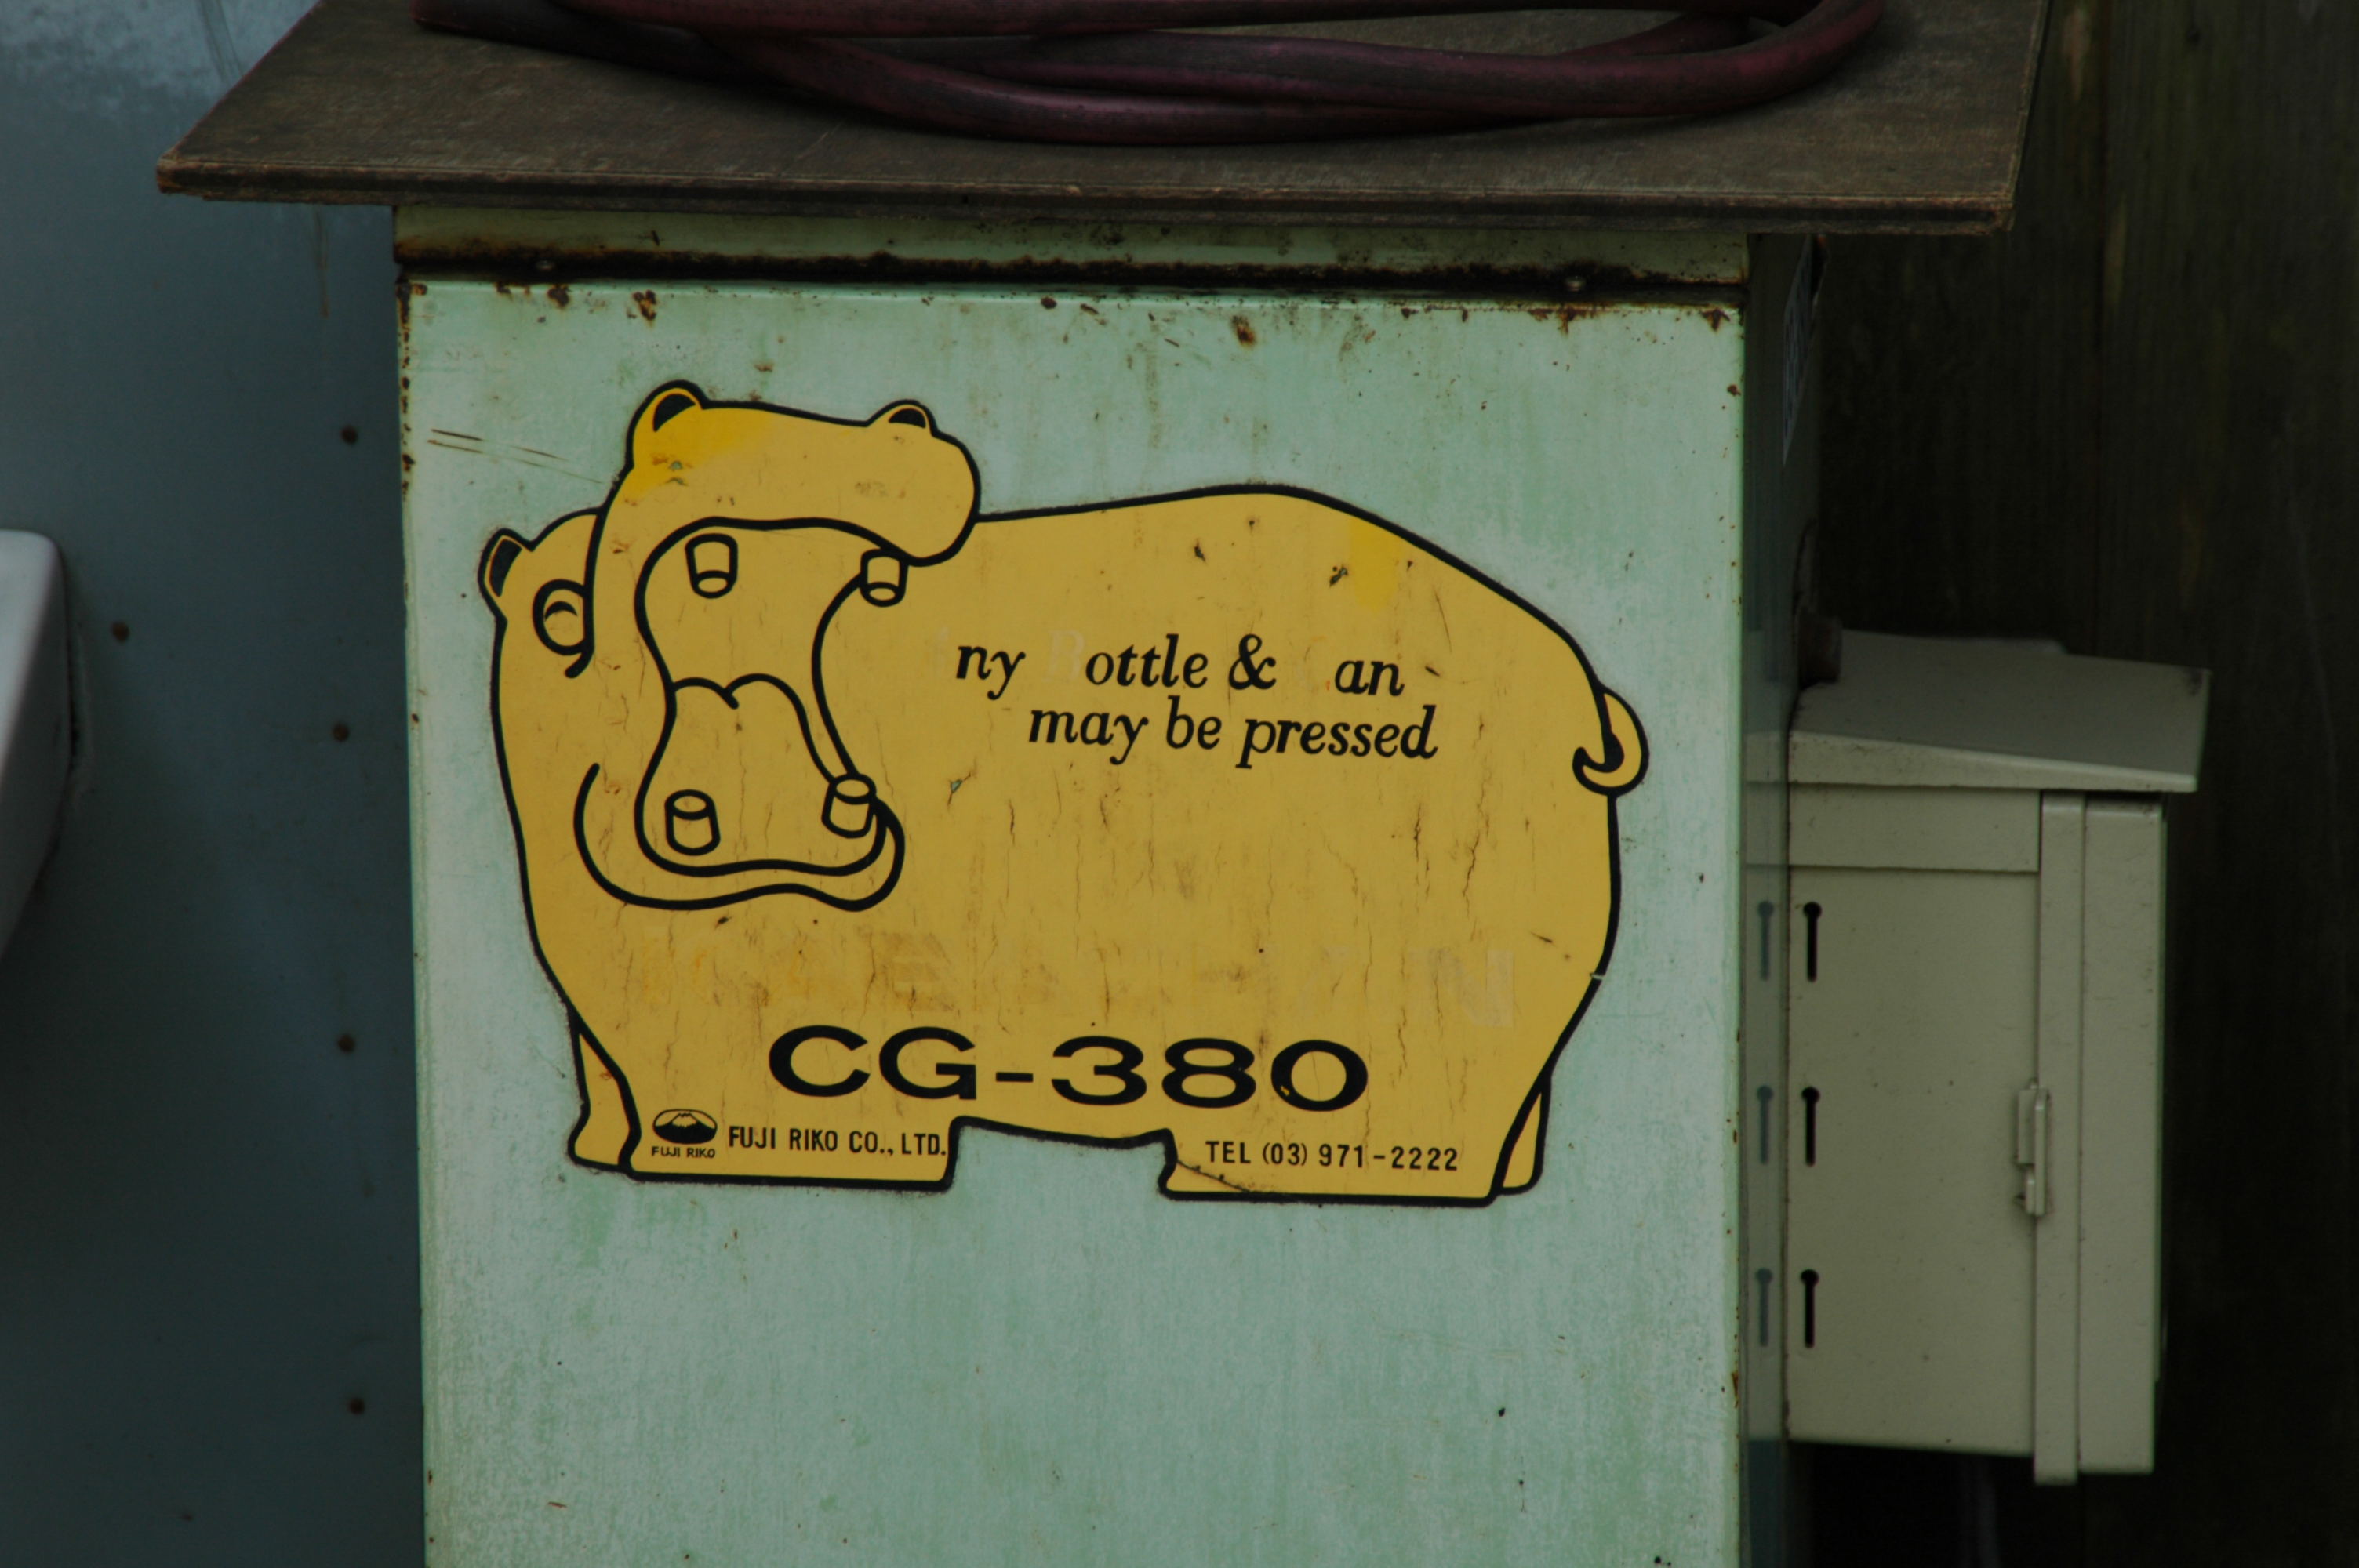 ny ottle & an
may be pressed
CG-380
FUJI RIKO
FUJI RIKO CO., LTD.
TEL (03) 971-2222